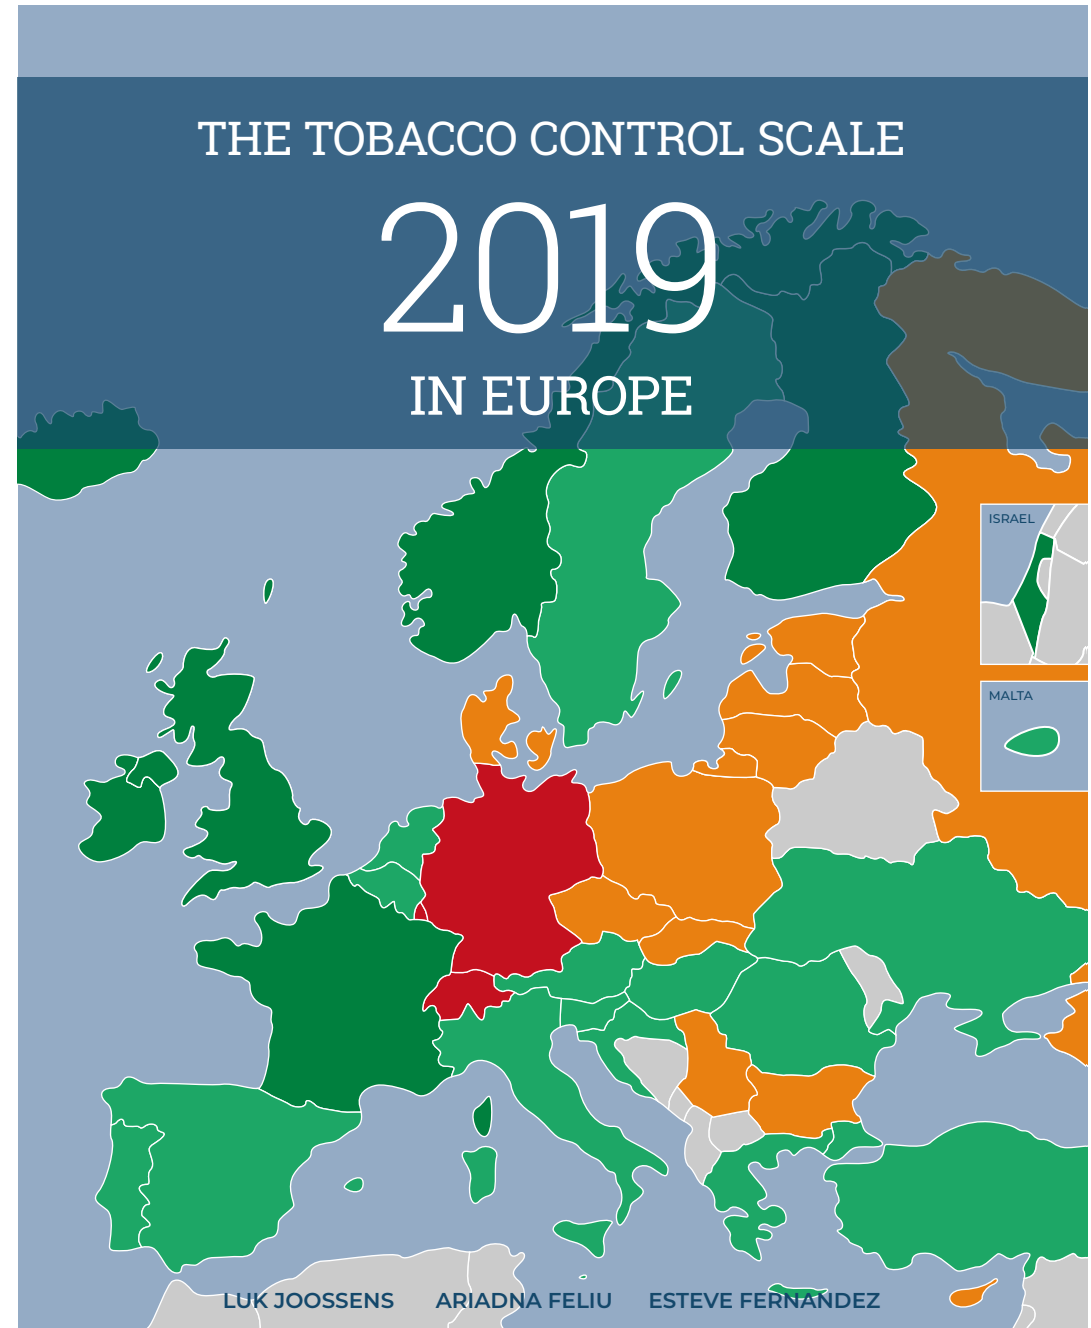 THE TOBACCO CONTROL SCALE
2019
IN EUROPE
ISRAEL
MALTA
LUK JOOSSENS ARIADNA FELIU ESTEVE FERNANDEZ